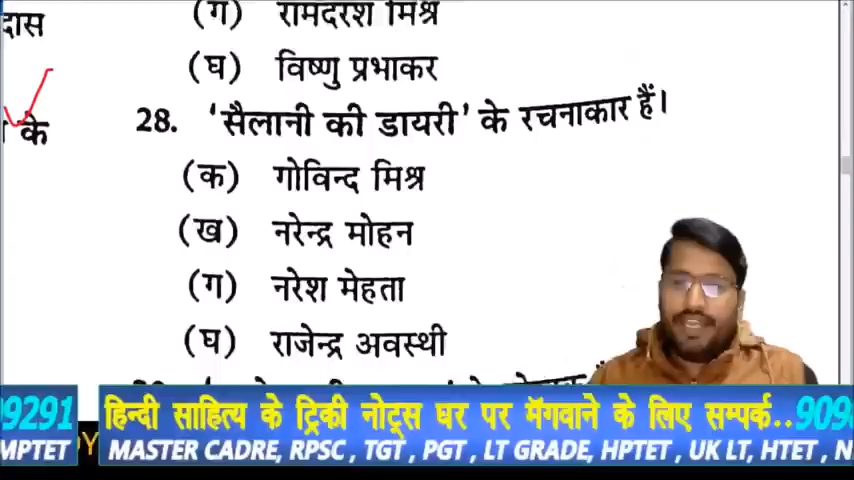 दास
(ग) रामदरश मिश्र
(घ) विष्णु प्रभाकर
के
28. 'सैलानी की डायरी' के रचनाकार हैं।
(क) गोविन्द मिश्र
(ख) नरेन्द्र मोहन
(ग) नरेश मेहता
(घ) राजेन्द्र अवस्थी
9291 हिन्दी साहित्य के ट्रिकी नोट्स घर पर मॅगवाने के लिए सम्पर्क..909
MPTET MASTER CADRE, RPSC , TGT , PGT , LT GRADE, HPTET , UK LT, HTET , N